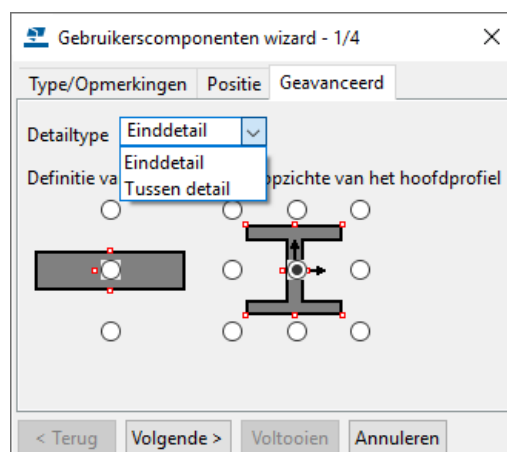 Gebruikerscomponenten wizard - 1/4
Type/Opmerkingen Positie Geavanceerd
Detailtype Einddetail
Einddetail
Tussen detail
Definitie va opzichte van het hoofdprofiel
< Terug Volgende > Voltooien Annuleren